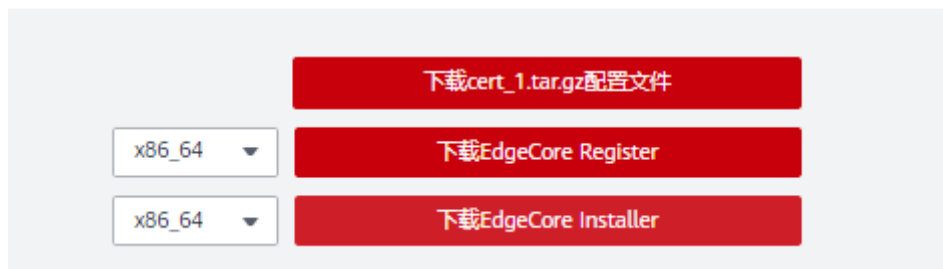 下载cert_1.tar.gz配置文件
x86_64 下载EdgeCore Register
x86_64 下载EdgeCore Installer